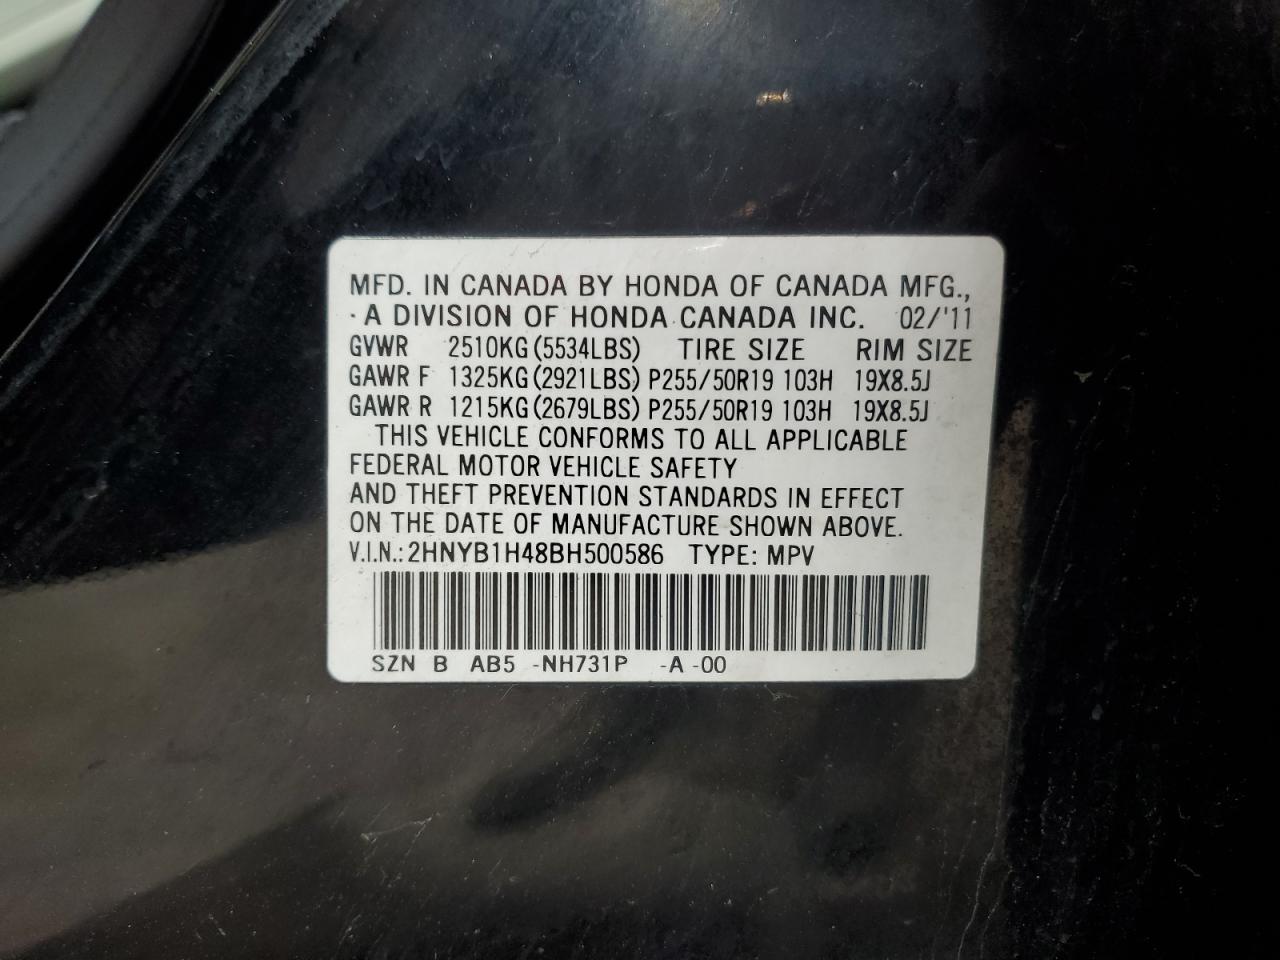 MFD. IN CANADA BY HONDA OF CANADA MFG.,
· A DIVISION OF HONDA CANADA INC. 02/'11
GVWR 2510KG(5534LBS) TIRE SIZE RIM SIZE
GAWR F 1325KG(2921LBS) P255/50R19 103H 19X8.5J
GAWR R 1215KG(2679LBS) P255/50R19 103H 19X8.5J
THIS VEHICLE CONFORMS TO ALL APPLICABLE
FEDERAL MOTOR VEHICLE SAFETY
AND THEFT PREVENTION STANDARDS IN EFFECT
ON THE DATE OF MANUFACTURE SHOWN ABOVE.
V.I.N.: 2HNYB1H48BH500586 TYPE: MPV
SZN B AB5 -NH731P -A -00